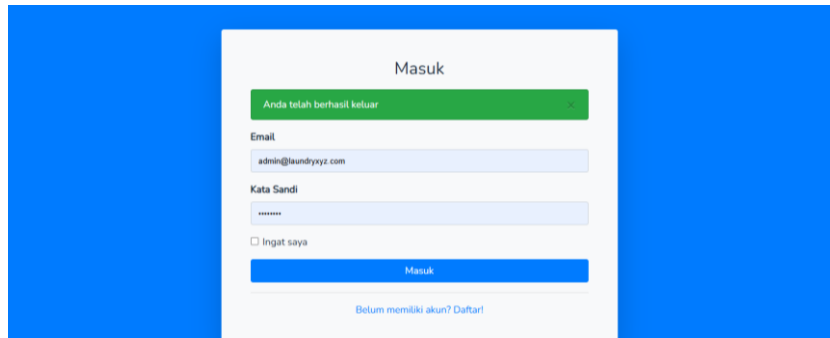 Masuk
Anda telah berhasil keluar ×
Email
admin@laundryxyz.com
Kata Sandi
••••••••
Ingat saya
Masuk
Belum memiliki akun? Daftar!